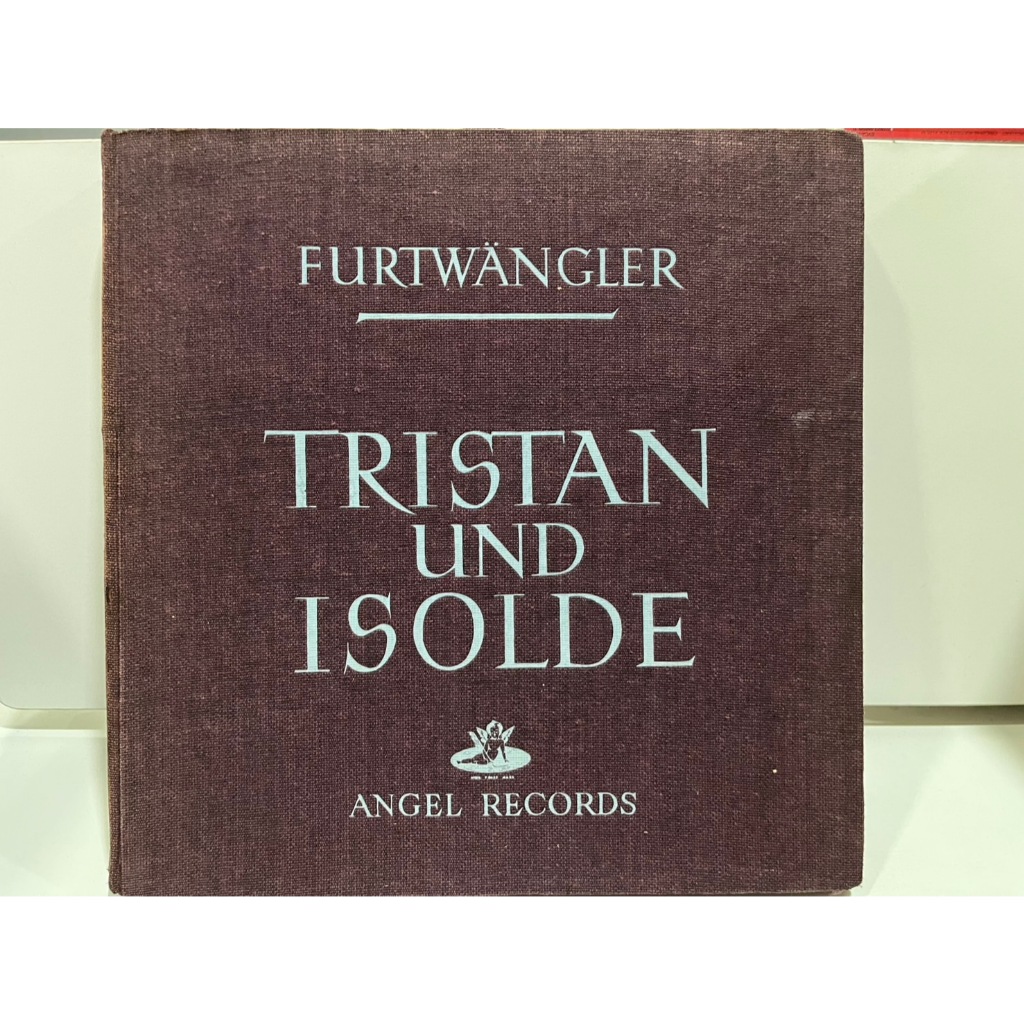 FURTWÄNGLER
TRISTAN
UND
ISOLDE
ANGEL RECORDS